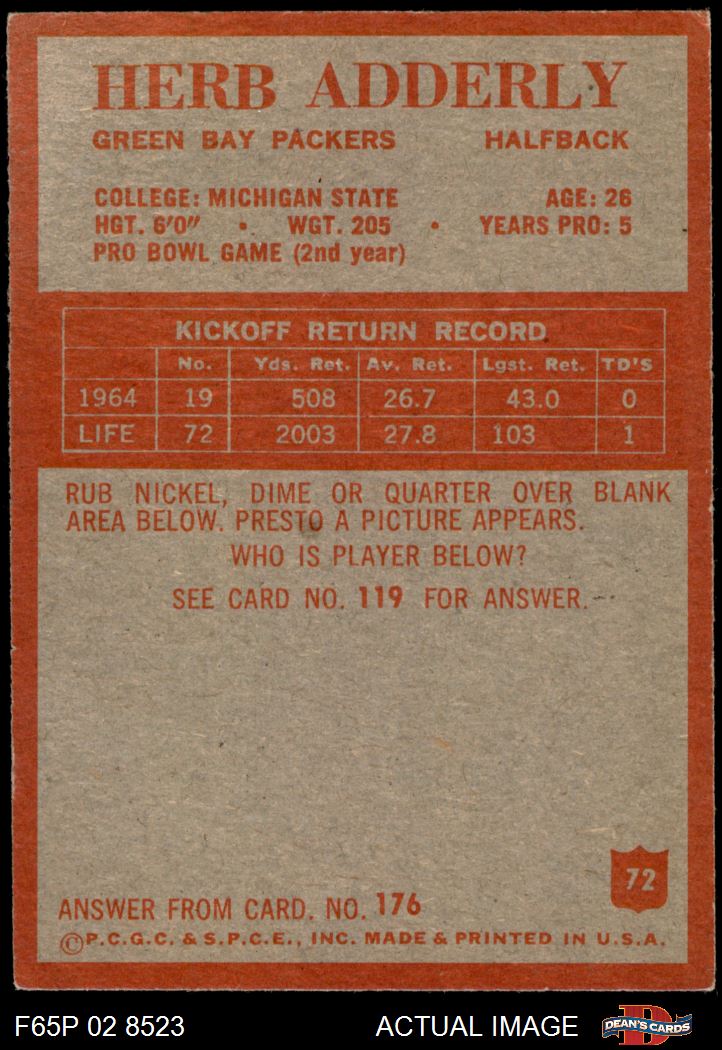 HERB ADDERLY
GREEN BAY PACKERS HALFBACK
COLLEGE: MICHIGAN STATE AGE: 26
HGT. 6'0" • WGT. 205 • YEARS PRO: 5
PRO BOWL GAME (2nd year)
KICKOFF RETURN RECORD
No. Yds. Ret. Av. Ret. Lgst. Ret. TD'S
1964 19 508 26.7 43.0 0
LIFE 72 2003 27.8 103 1
RUB NICKEL, DIME OR QUARTER OVER BLANK
AREA BELOW. PRESTO A PICTURE APPEARS.
WHO IS PLAYER BELOW?
SEE CARD NO. 119 FOR ANSWER.
72
ANSWER FROM CARD. NO. 176
©P.C.G.C. & S.P.C.E., INC. MADE & PRINTED IN U.S.A.
F65P 02 8523 ACTUAL IMAGE D DEAN'S CARDS